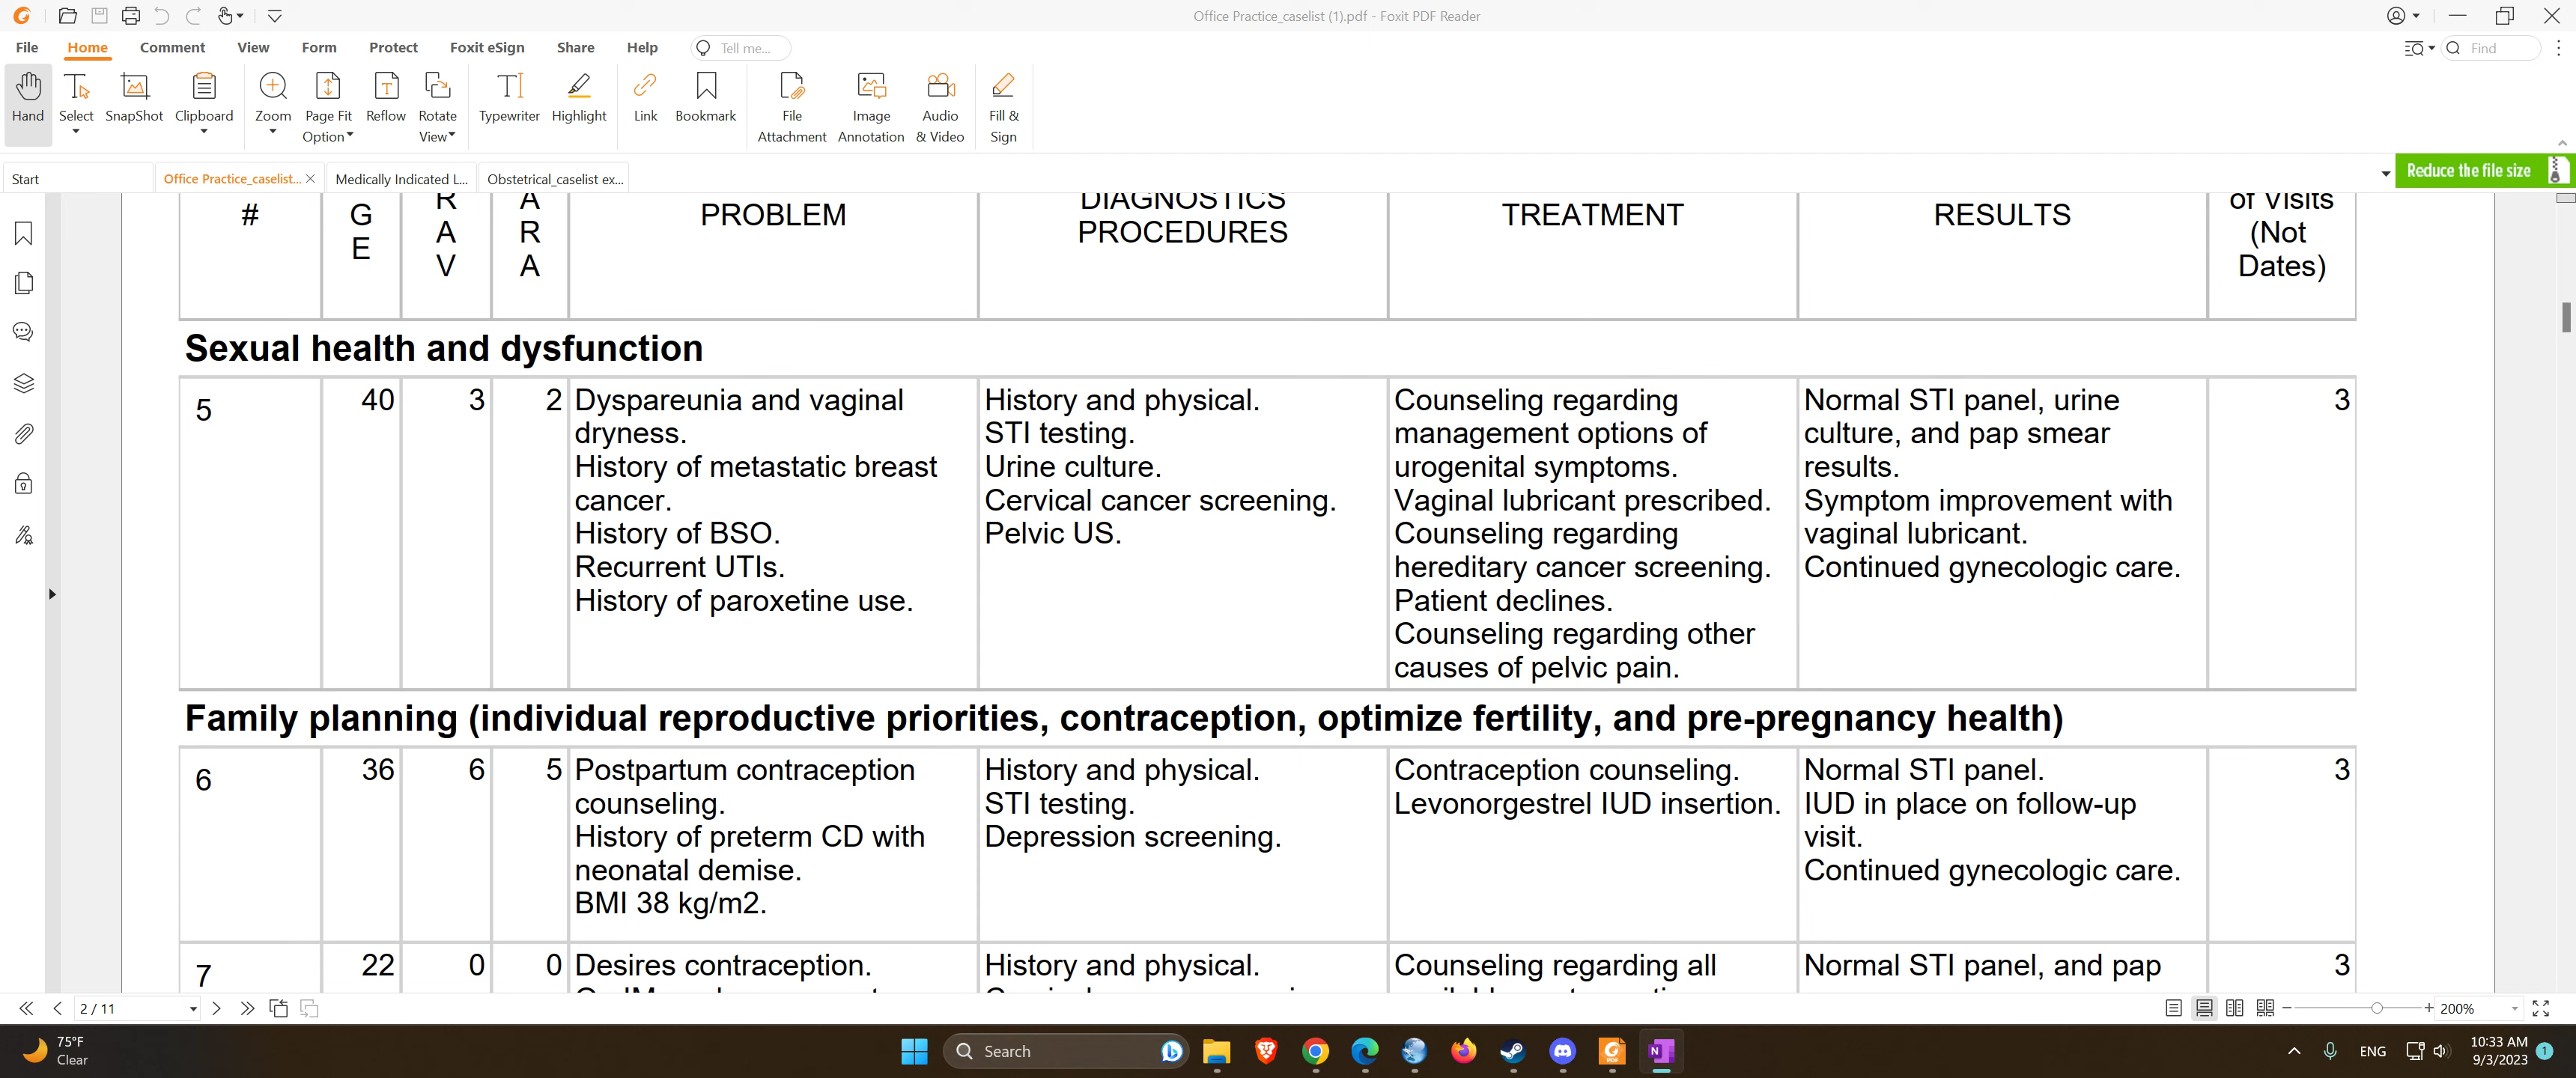 Office Practice_caselist (1).pdf - Foxit PDF Reader
File Home Comment View Form Protect Foxit eSign Share Help Tell me... Find
Hand Select SnapShot Clipboard Zoom Page Fit Option Reflow Rotate View Typewriter Highlight Link Bookmark File Attachment Image Annotation Audio & Video Fill & Sign
Start Office Practice_caselist... Medically Indicated L... Obstetrical_caselist ex... Reduce the file size
# G E R A V A R A PROBLEM DIAGNOSTICS PROCEDURES TREATMENT RESULTS of Visits (Not Dates)
Sexual health and dysfunction
5 40 3 2
Dyspareunia and vaginal
dryness.
History of metastatic breast
cancer.
History of BSO.
Recurrent UTIs.
History of paroxetine use.
History and physical.
STI testing.
Urine culture.
Cervical cancer screening.
Pelvic US.
Counseling regarding
management options of
urogenital symptoms.
Vaginal lubricant prescribed.
Counseling regarding
hereditary cancer screening.
Patient declines.
Counseling regarding other
causes of pelvic pain.
Normal STI panel, urine
culture, and pap smear
results.
Symptom improvement with
vaginal lubricant.
Continued gynecologic care.
3
Family planning (individual reproductive priorities, contraception, optimize fertility, and pre-pregnancy health)
6 36 6 5
Postpartum contraception
counseling.
History of preterm CD with
neonatal demise.
BMI 38 kg/m2.
History and physical.
STI testing.
Depression screening.
Contraception counseling.
Levonorgestrel IUD insertion.
Normal STI panel.
IUD in place on follow-up
visit.
Continued gynecologic care.
3
7 22 0 0
Desires contraception.
History and physical.
Counseling regarding all
Normal STI panel, and pap
3
2 / 11 200%
75°F
Clear
Search
ENG
10:33 AM
9/3/2023
1